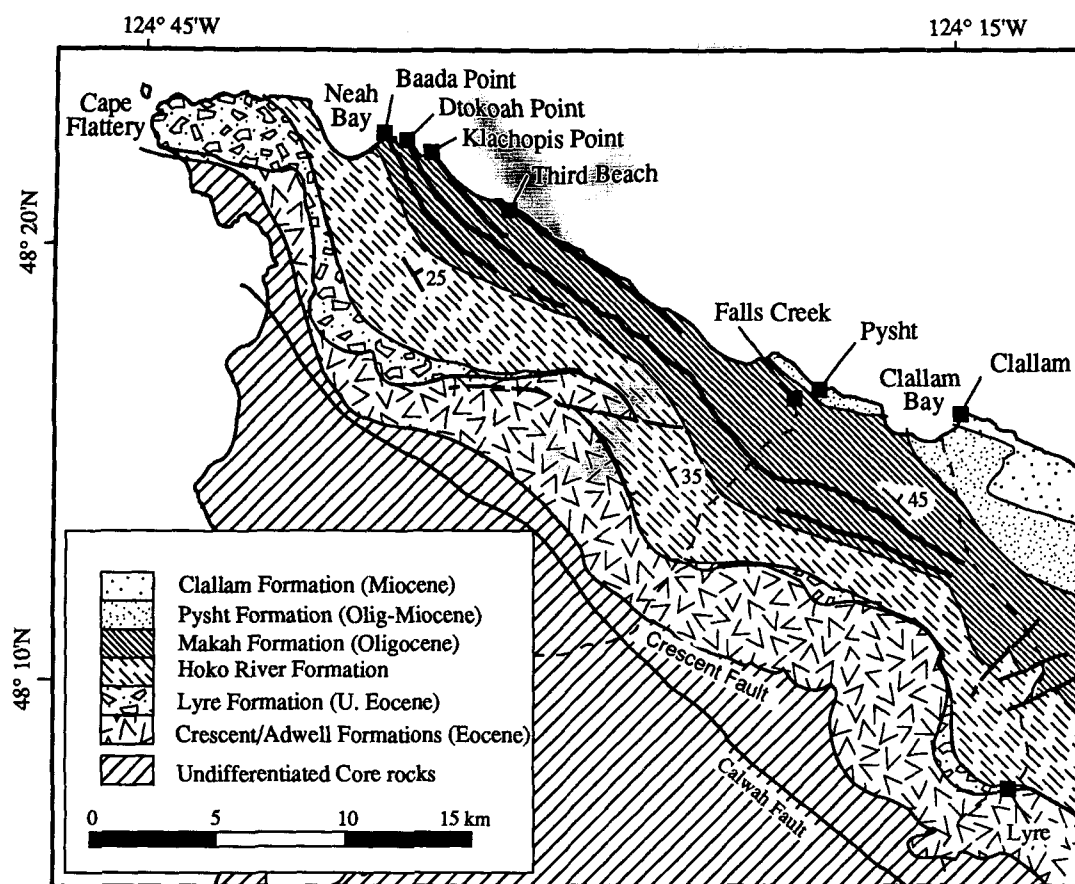 124° 45'W
124° 15'W
Baada Point
Neah
Bay
Dtokoah Point
Cape
Flattery
Klachopis Point
Third Beach
48° 20'N
25
Falls Creek
Pysht
Clallam
Bay
Clallam
35
45
Clallam Formation (Miocene)
Pysht Formation (Olig-Miocene)
Makah Formation (Oligocene)
Hoko River Formation
Lyre Formation (U. Eocene)
Crescent/Adwell Formations (Eocene)
Undifferentiated Core rocks
0 5 10 15 km
48° 10'N
Crescent Fault
Calwah Fault
Lyre